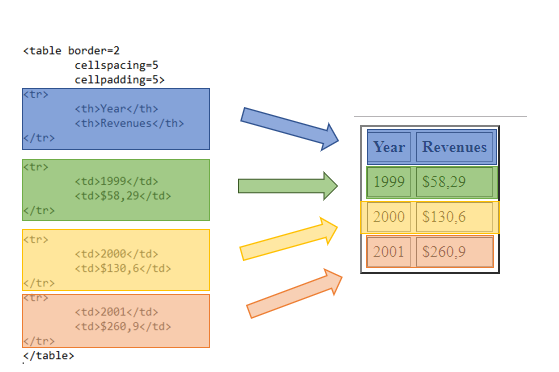 <table border=2
cellspacing=5
cellpadding=5>
<tr>
<th>Year</th>
<th>Revenues</th>
</tr>
<tr>
<td>1999</td>
<td>$58,29</td>
</tr>
<tr>
<td>2000</td>
<td>$130,6</td>
</tr>
<tr>
<td>2001</td>
<td>$260,9</td>
</tr>
</table>
Year Revenues
1999 $58,29
2000 $130,6
2001 $260,9